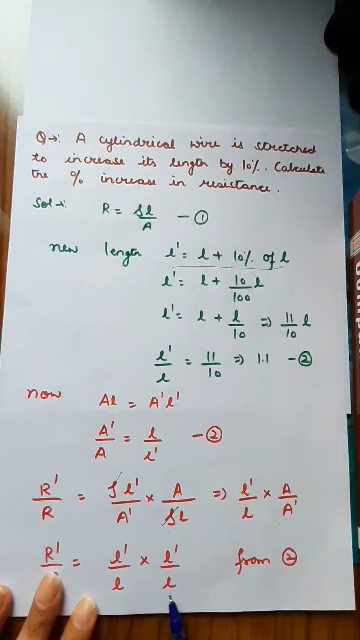 Q→: A cylindrical wire is stretched
to increase its length by 10%. Calculate
the % increase in resistance.
Sol→: R = ρl/A — ①
new length l' = l + 10% of l
l' = l + 10/100 l
l' = l + l/10 ⇒ 11/10 l
l'/l = 11/10 ⇒ 1.1 — ②
now Al = A'l'
A'/A = l/l' — ②
R'/R = ρl'/A' × A/ρl ⇒ l'/l × A/A'
R'/ = l'/l × l'/l from ②